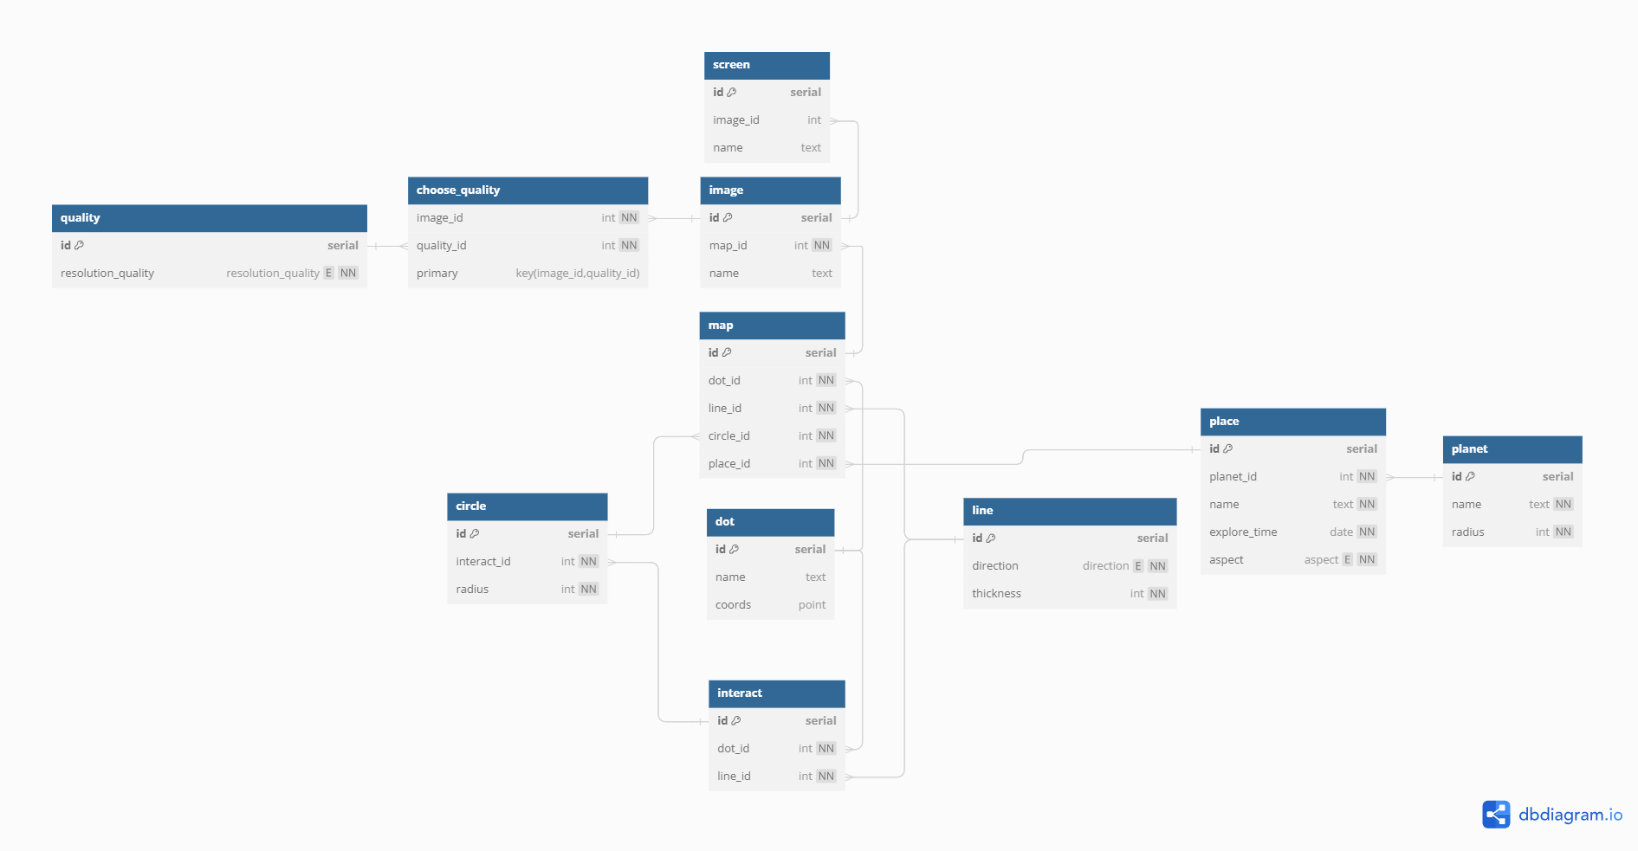 screen
id serial
image_id int
name text
quality
id serial
resolution_quality resolution_quality E NN
choose_quality
image_id int NN
quality_id int NN
primary key(image_id,quality_id)
image
id serial
map_id int NN
name text
map
id serial
dot_id int NN
line_id int NN
circle_id int NN
place_id int NN
place
id serial
planet_id int NN
name text NN
explore_time date NN
aspect aspect E NN
planet
id serial
name text NN
radius int NN
circle
id serial
interact_id int NN
radius int NN
dot
id serial
name text
coords point
line
id serial
direction direction E NN
thickness int NN
interact
id serial
dot_id int NN
line_id int NN
dbdiagram.io